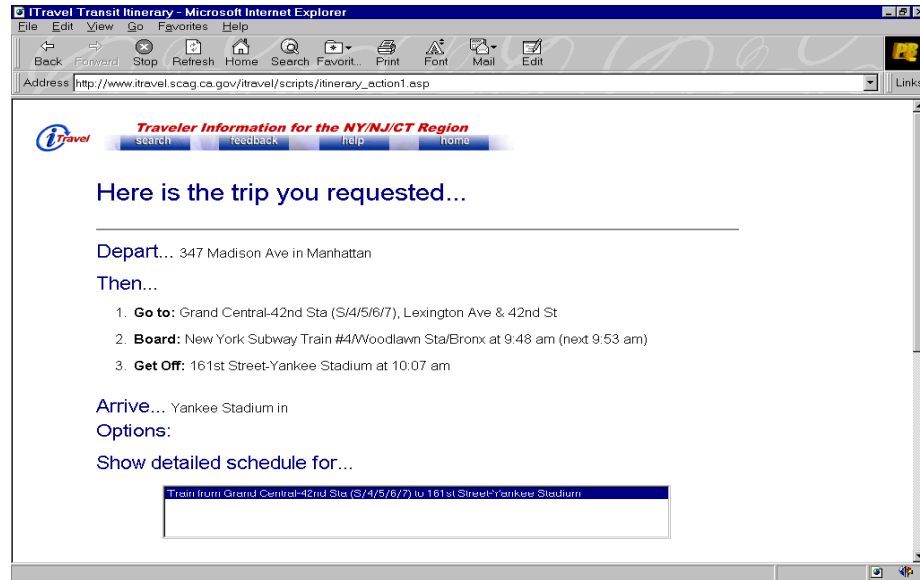 ITravel Transit Itinerary - Microsoft Internet Explorer
File Edit View Go Favorites Help
Back Forward Stop Refresh Home Search Favorit... Print Font Mail Edit
Address http://www.itravel.scag.ca.gov/itravel/scripts/itinerary_action1.asp Links
iTravel
Traveler Information for the NY/NJ/CT Region
search feedback help home
Here is the trip you requested...
Depart... 347 Madison Ave in Manhattan
Then...
1. Go to: Grand Central-42nd Sta (S/4/5/6/7), Lexington Ave & 42nd St
2. Board: New York Subway Train #4/Woodlawn Sta/Bronx at 9:48 am (next 9:53 am)
3. Get Off: 161st Street-Yankee Stadium at 10:07 am
Arrive... Yankee Stadium in
Options:
Show detailed schedule for...
Train from Grand Central-42nd Sta (S/4/5/6/7) to 161st Street-Yankee Stadium